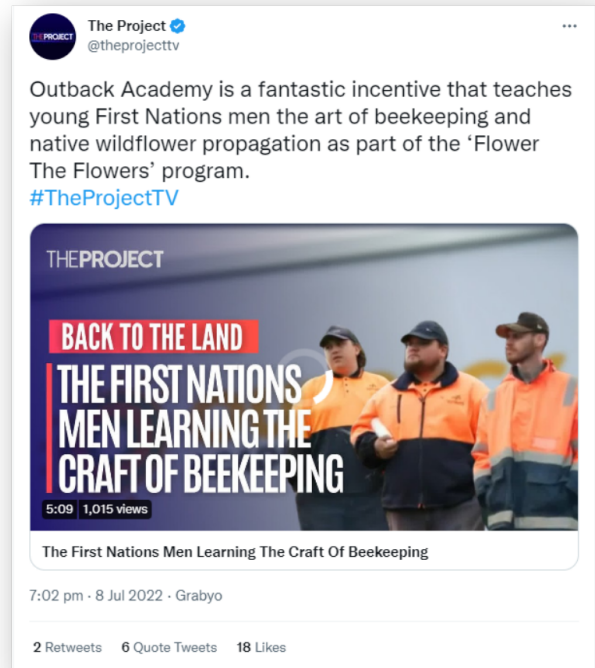 The Project
@theprojecttv
Outback Academy is a fantastic incentive that teaches
young First Nations men the art of beekeeping and
native wildflower propagation as part of the ‘Flower
The Flowers’ program.
#TheProjectTV
THEPROJECT
BACK TO THE LAND
THE FIRST NATIONS
MEN LEARNING THE
CRAFT OF BEEKEEPING
5:09 1,015 views
The First Nations Men Learning The Craft Of Beekeeping
7:02 pm · 8 Jul 2022 · Grabyo
2 Retweets 6 Quote Tweets 18 Likes